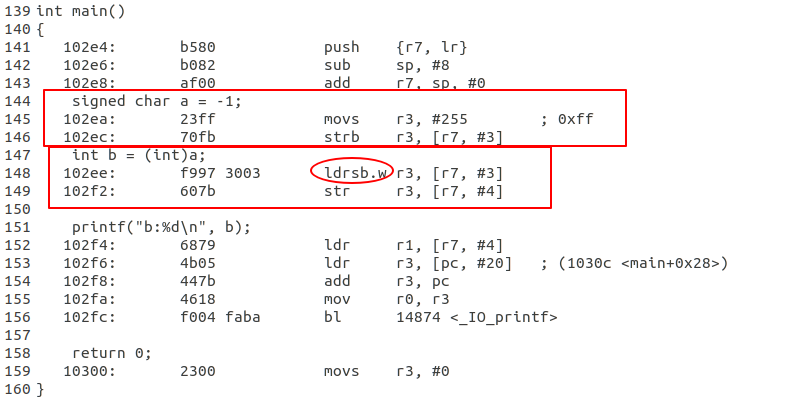 139 int main()
140 {
141    102e4:       b580            push    {r7, lr}
142    102e6:       b082            sub     sp, #8
143    102e8:       af00            add     r7, sp, #0
144     signed char a = -1;
145    102ea:       23ff            movs    r3, #255        ; 0xff
146    102ec:       70fb            strb    r3, [r7, #3]
147     int b = (int)a;
148    102ee:       f997 3003       ldrsb.w r3, [r7, #3]
149    102f2:       607b            str     r3, [r7, #4]
150
151     printf("b:%d\n", b);
152    102f4:       6879            ldr     r1, [r7, #4]
153    102f6:       4b05            ldr     r3, [pc, #20]   ; (1030c <main+0x28>)
154    102f8:       447b            add     r3, pc
155    102fa:       4618            mov     r0, r3
156    102fc:       f004 faba       bl      14874 <_IO_printf>
157
158     return 0;
159    10300:       2300            movs    r3, #0
160 }